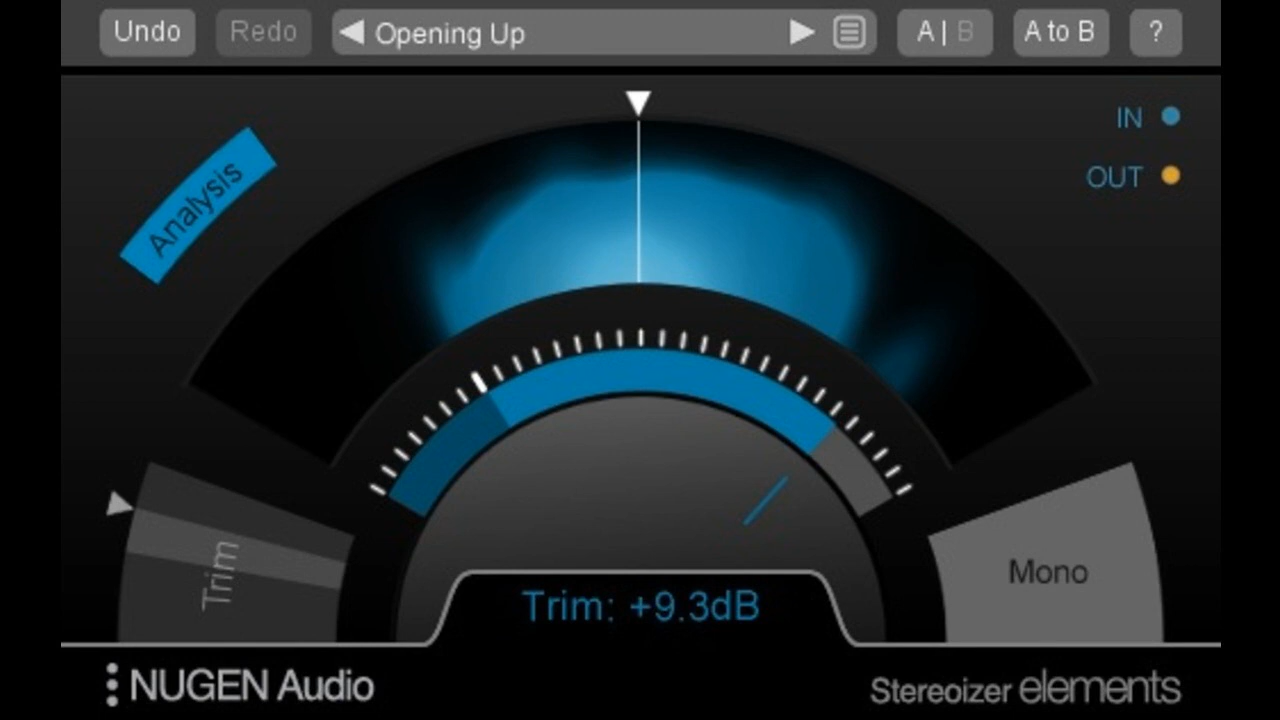 Undo
Redo
Opening Up
A | B
A to B
?
IN
OUT
Analysis
Trim
Mono
Trim: +9.3dB
NUGEN Audio
Stereoizer elements